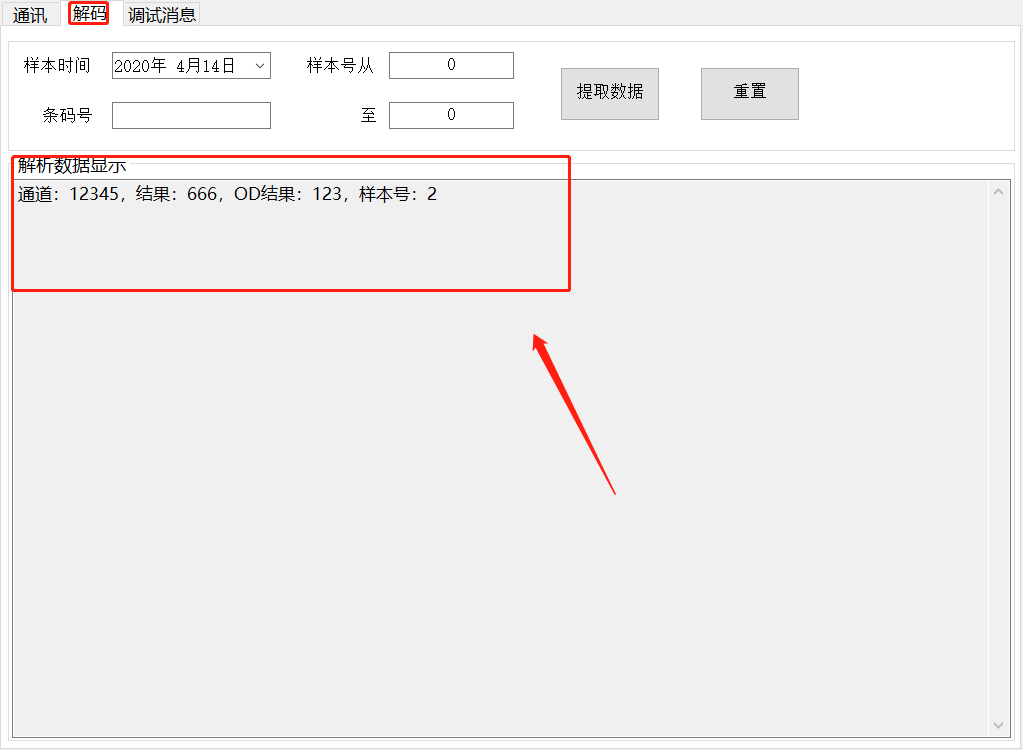 通讯 解码 调试消息
样本时间 2020年 4月14日 样本号从 0
提取数据 重置
条码号 至 0
解析数据显示
通道：12345，结果：666，OD结果：123，样本号：2